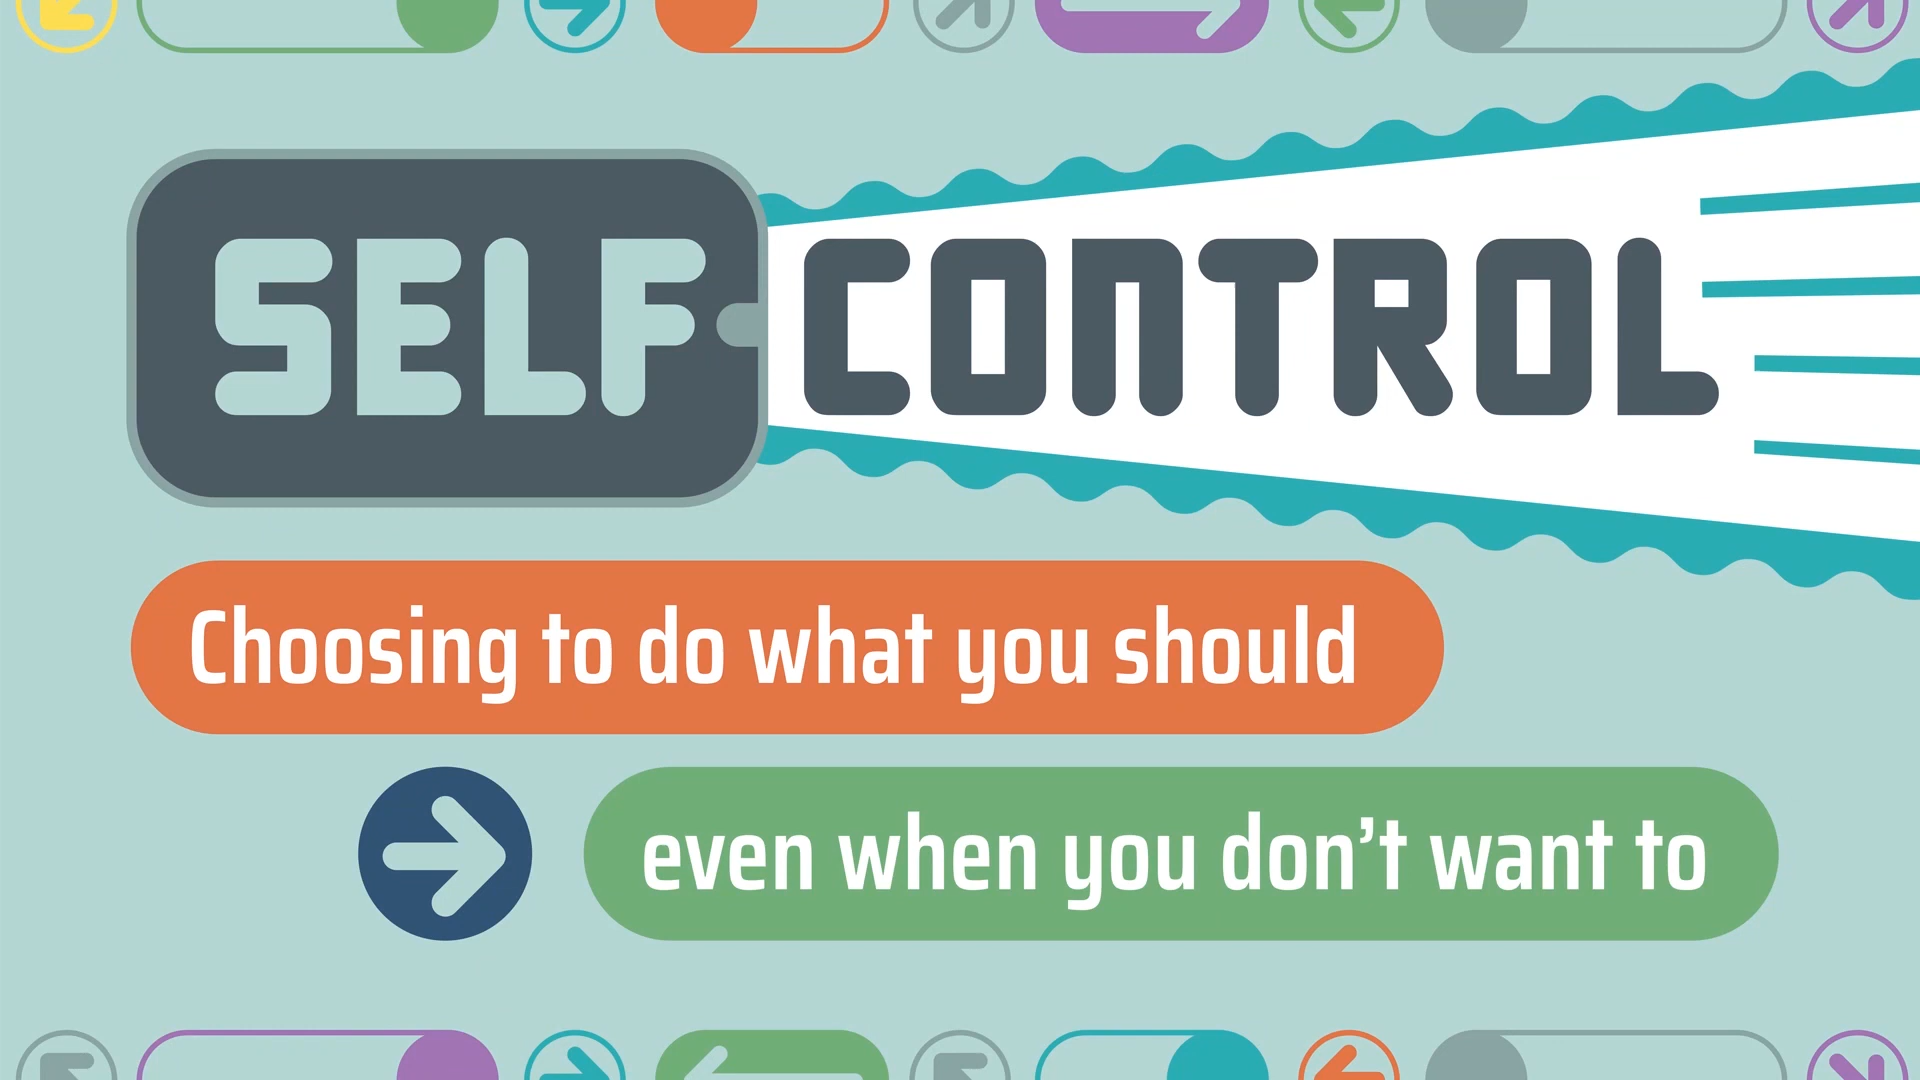 SELF CONTROL
Choosing to do what you should
even when you don’t want to